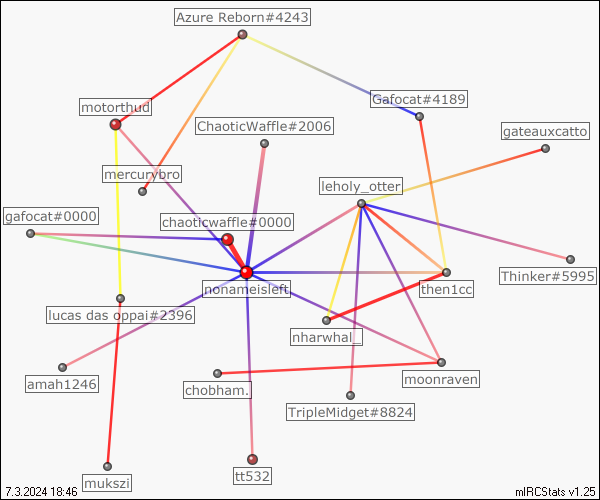 Azure Reborn#4243
Gafocat#4189
motorthud
ChaoticWaffle#2006
gateauxcatto
mercurybro
leholy_otter
gafocat#0000
chaoticwaffle#0000
Thinker#5995
nonameisleft
then1cc
lucas das oppai#2396
nharwhal_
amah1246
chobham.
moonraven
TripleMidget#8824
tt532
mukszi
7.3.2024 18:46
mIRCStats v1.25